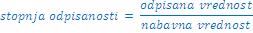 stopnja odpisanosti = odpisana vrednost / nabavna vrednost